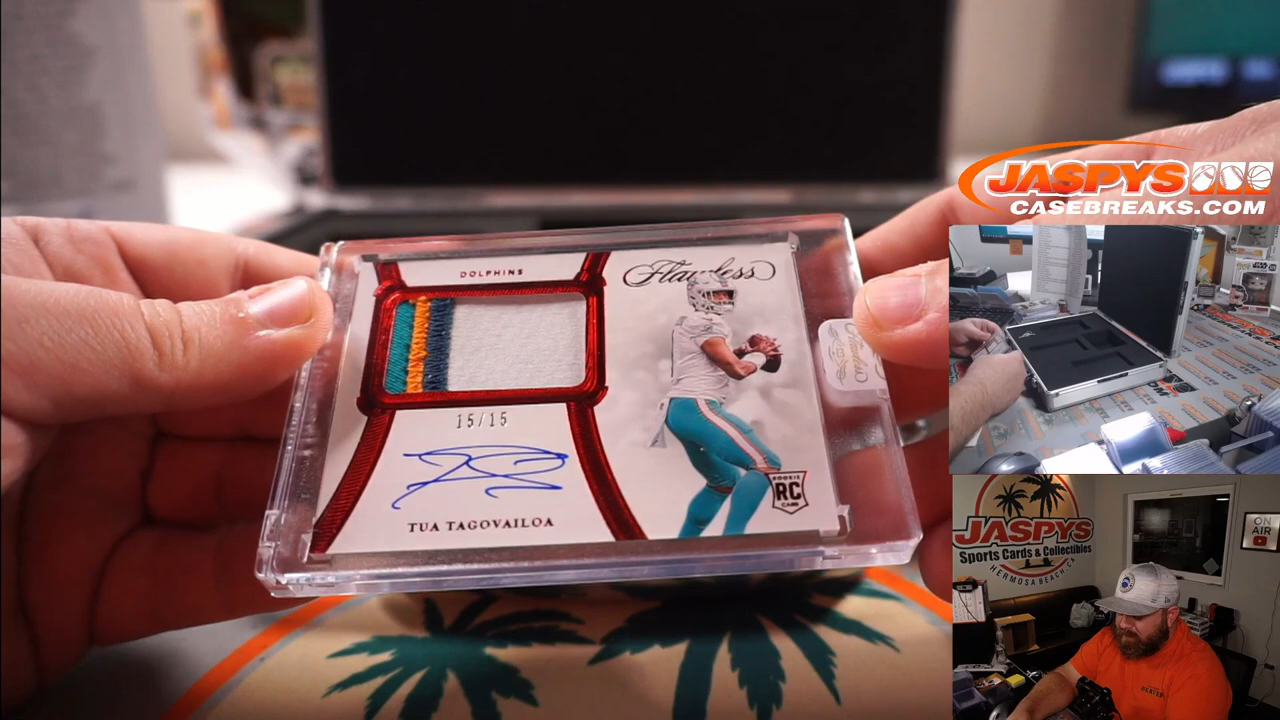 DOLPHINS
Flawless
15/15
TUA TAGOVAILOA
ROOKIE
RC
CARD
JASPYS
CASEBREAKS.COM
JASPYS
Sports Cards & Collectibles
HERMOSA BEACH, CA
ON
AIR